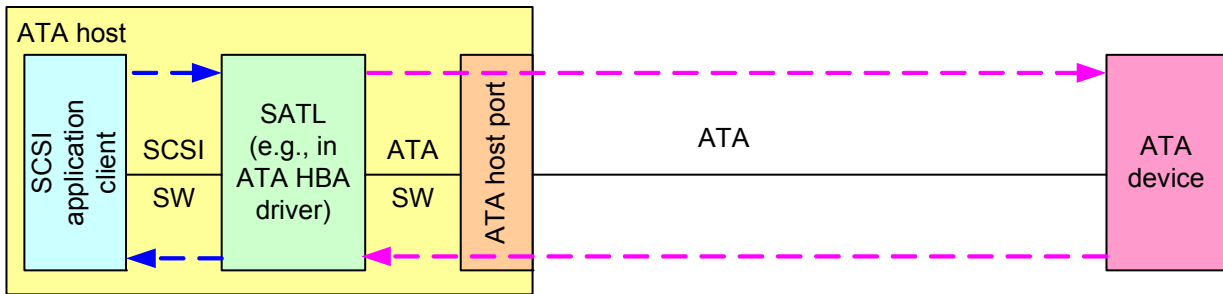 ATA host
SCSI
application
client
SCSI
SW
SATL
(e.g., in
ATA HBA
driver)
ATA
SW
ATA host port
ATA
ATA
device